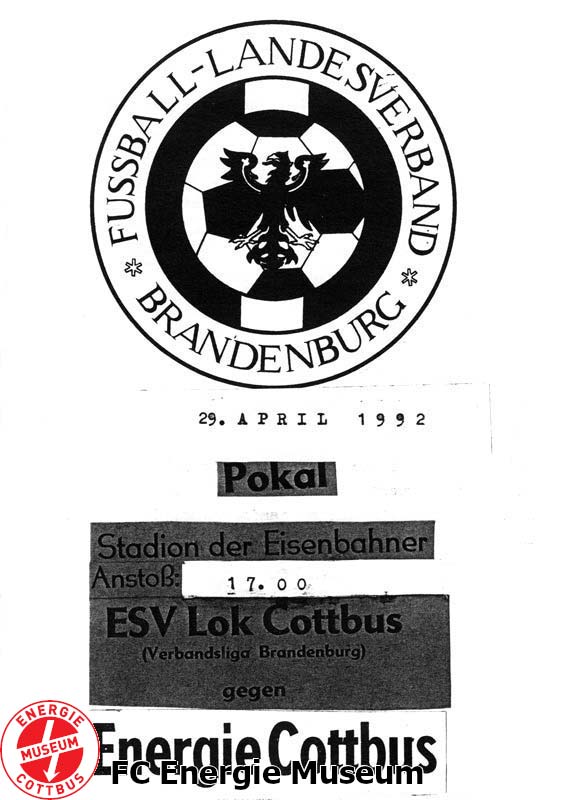 FUSSBALL-LANDESVERBAND
* BRANDENBURG *
29. APRIL 1992
Pokal
Stadion der Eisenbahner
Anstoß: 17.00
ESV Lok Cottbus
(Verbandsliga Brandenburg)
gegen
Energie Cottbus
ENERGIE
MUSEUM
COTTBUS
FC Energie Museum